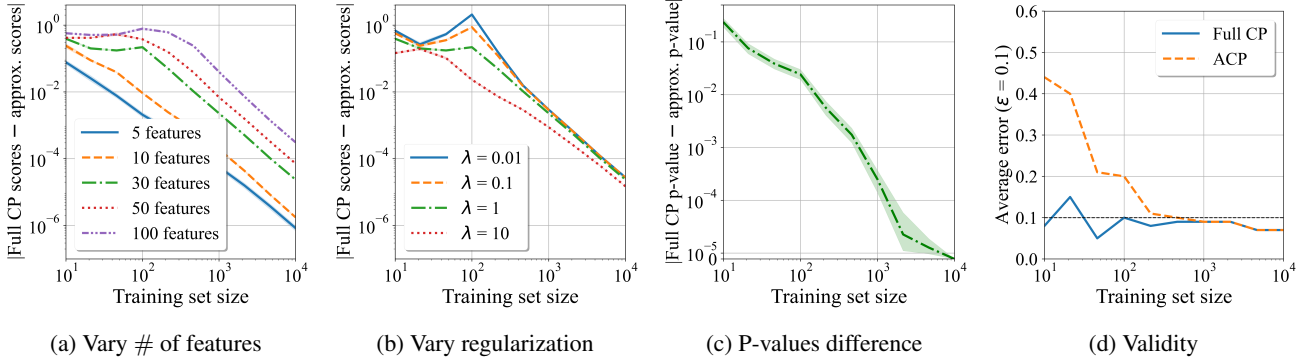 |Full CP scores − approx. scores|
10^0
10^−2
10^−4
10^−6
5 features
10 features
30 features
50 features
100 features
10^1
10^2
10^3
10^4
Training set size
(a) Vary # of features
|Full CP scores − approx. scores|
10^0
10^−2
10^−4
10^−6
λ = 0.01
λ = 0.1
λ = 1
λ = 10
10^1
10^2
10^3
10^4
Training set size
(b) Vary regularization
|Full CP p-value − approx. p-value|
10^−1
10^−2
10^−3
10^−4
10^−5
10^1
10^2
10^3
10^4
Training set size
(c) P-values difference
Average error (ε = 0.1)
0.6
0.5
0.4
0.3
0.2
0.1
0.0
Full CP
ACP
10^1
10^2
10^3
10^4
Training set size
(d) Validity